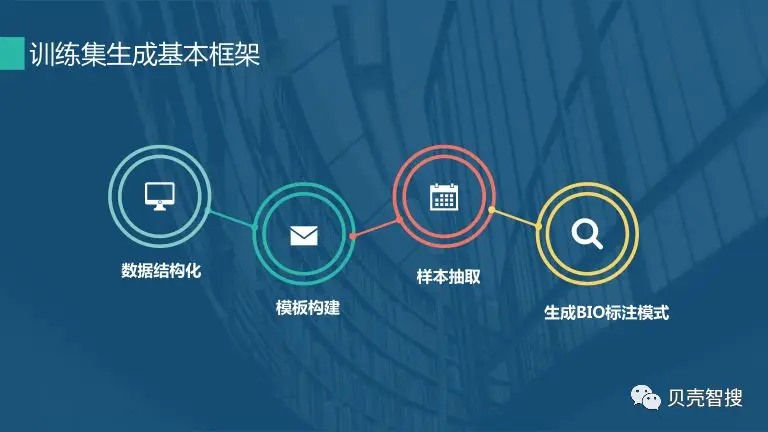 训练集生成基本框架
数据结构化
模板构建
样本抽取
生成BIO标注模式
贝壳智搜